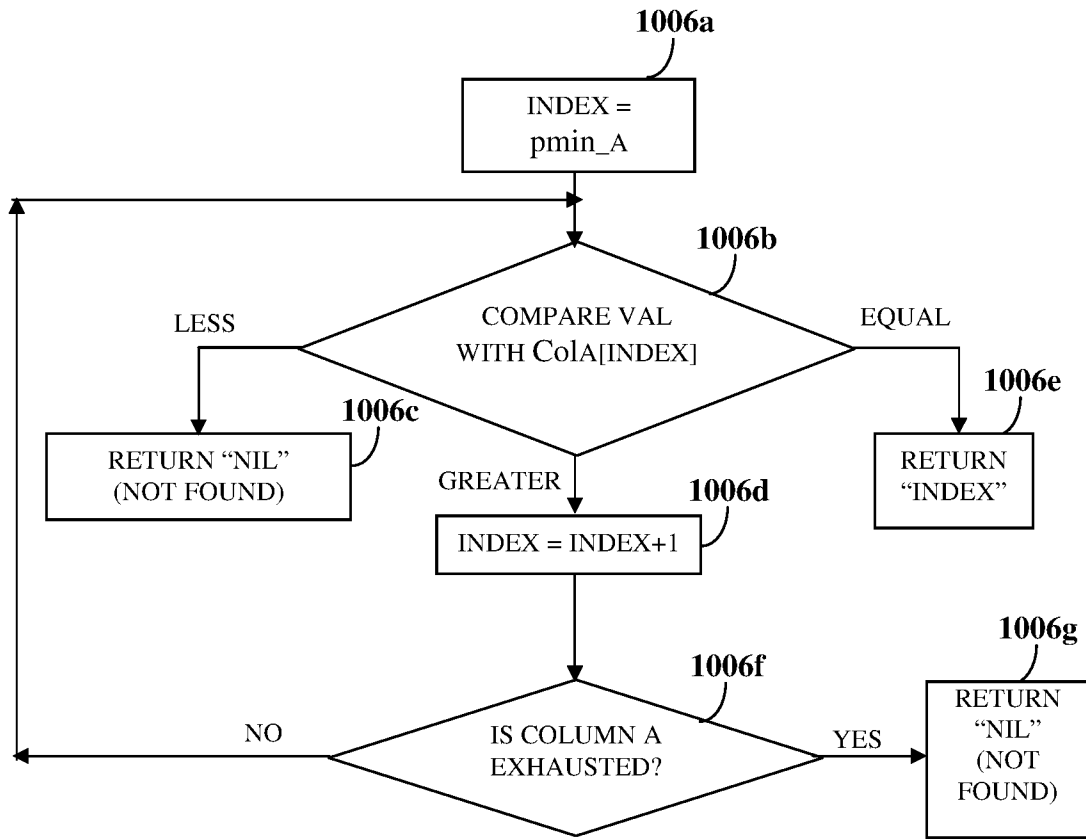 1006a
INDEX =
pmin_A
1006b
LESS
COMPARE VAL
WITH ColA[INDEX]
EQUAL
1006c
1006e
RETURN “NIL”
(NOT FOUND)
RETURN
“INDEX”
GREATER
1006d
INDEX = INDEX+1
1006g
1006f
RETURN
“NIL”
(NOT
FOUND)
NO
IS COLUMN A
EXHAUSTED?
YES